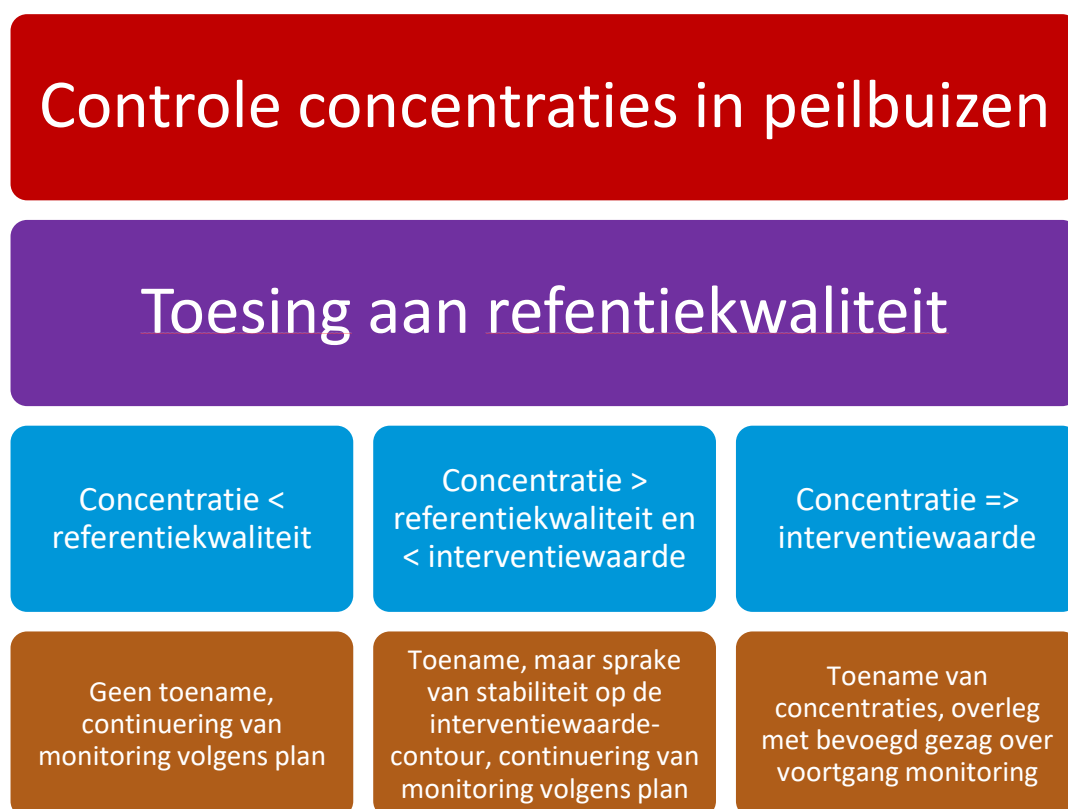 Controle concentraties in peilbuizen
Toesing aan refentiekwaliteit
Concentratie <
referentiekwaliteit
Concentratie >
referentiekwaliteit en
< interventiewaarde
Concentratie =>
interventiewaarde
Geen toename,
continuering van
monitoring volgens plan
Toename, maar sprake
van stabiliteit op de
interventiewaarde-
contour, continuering van
monitoring volgens plan
Toename van
concentraties, overleg
met bevoegd gezag over
voortgang monitoring